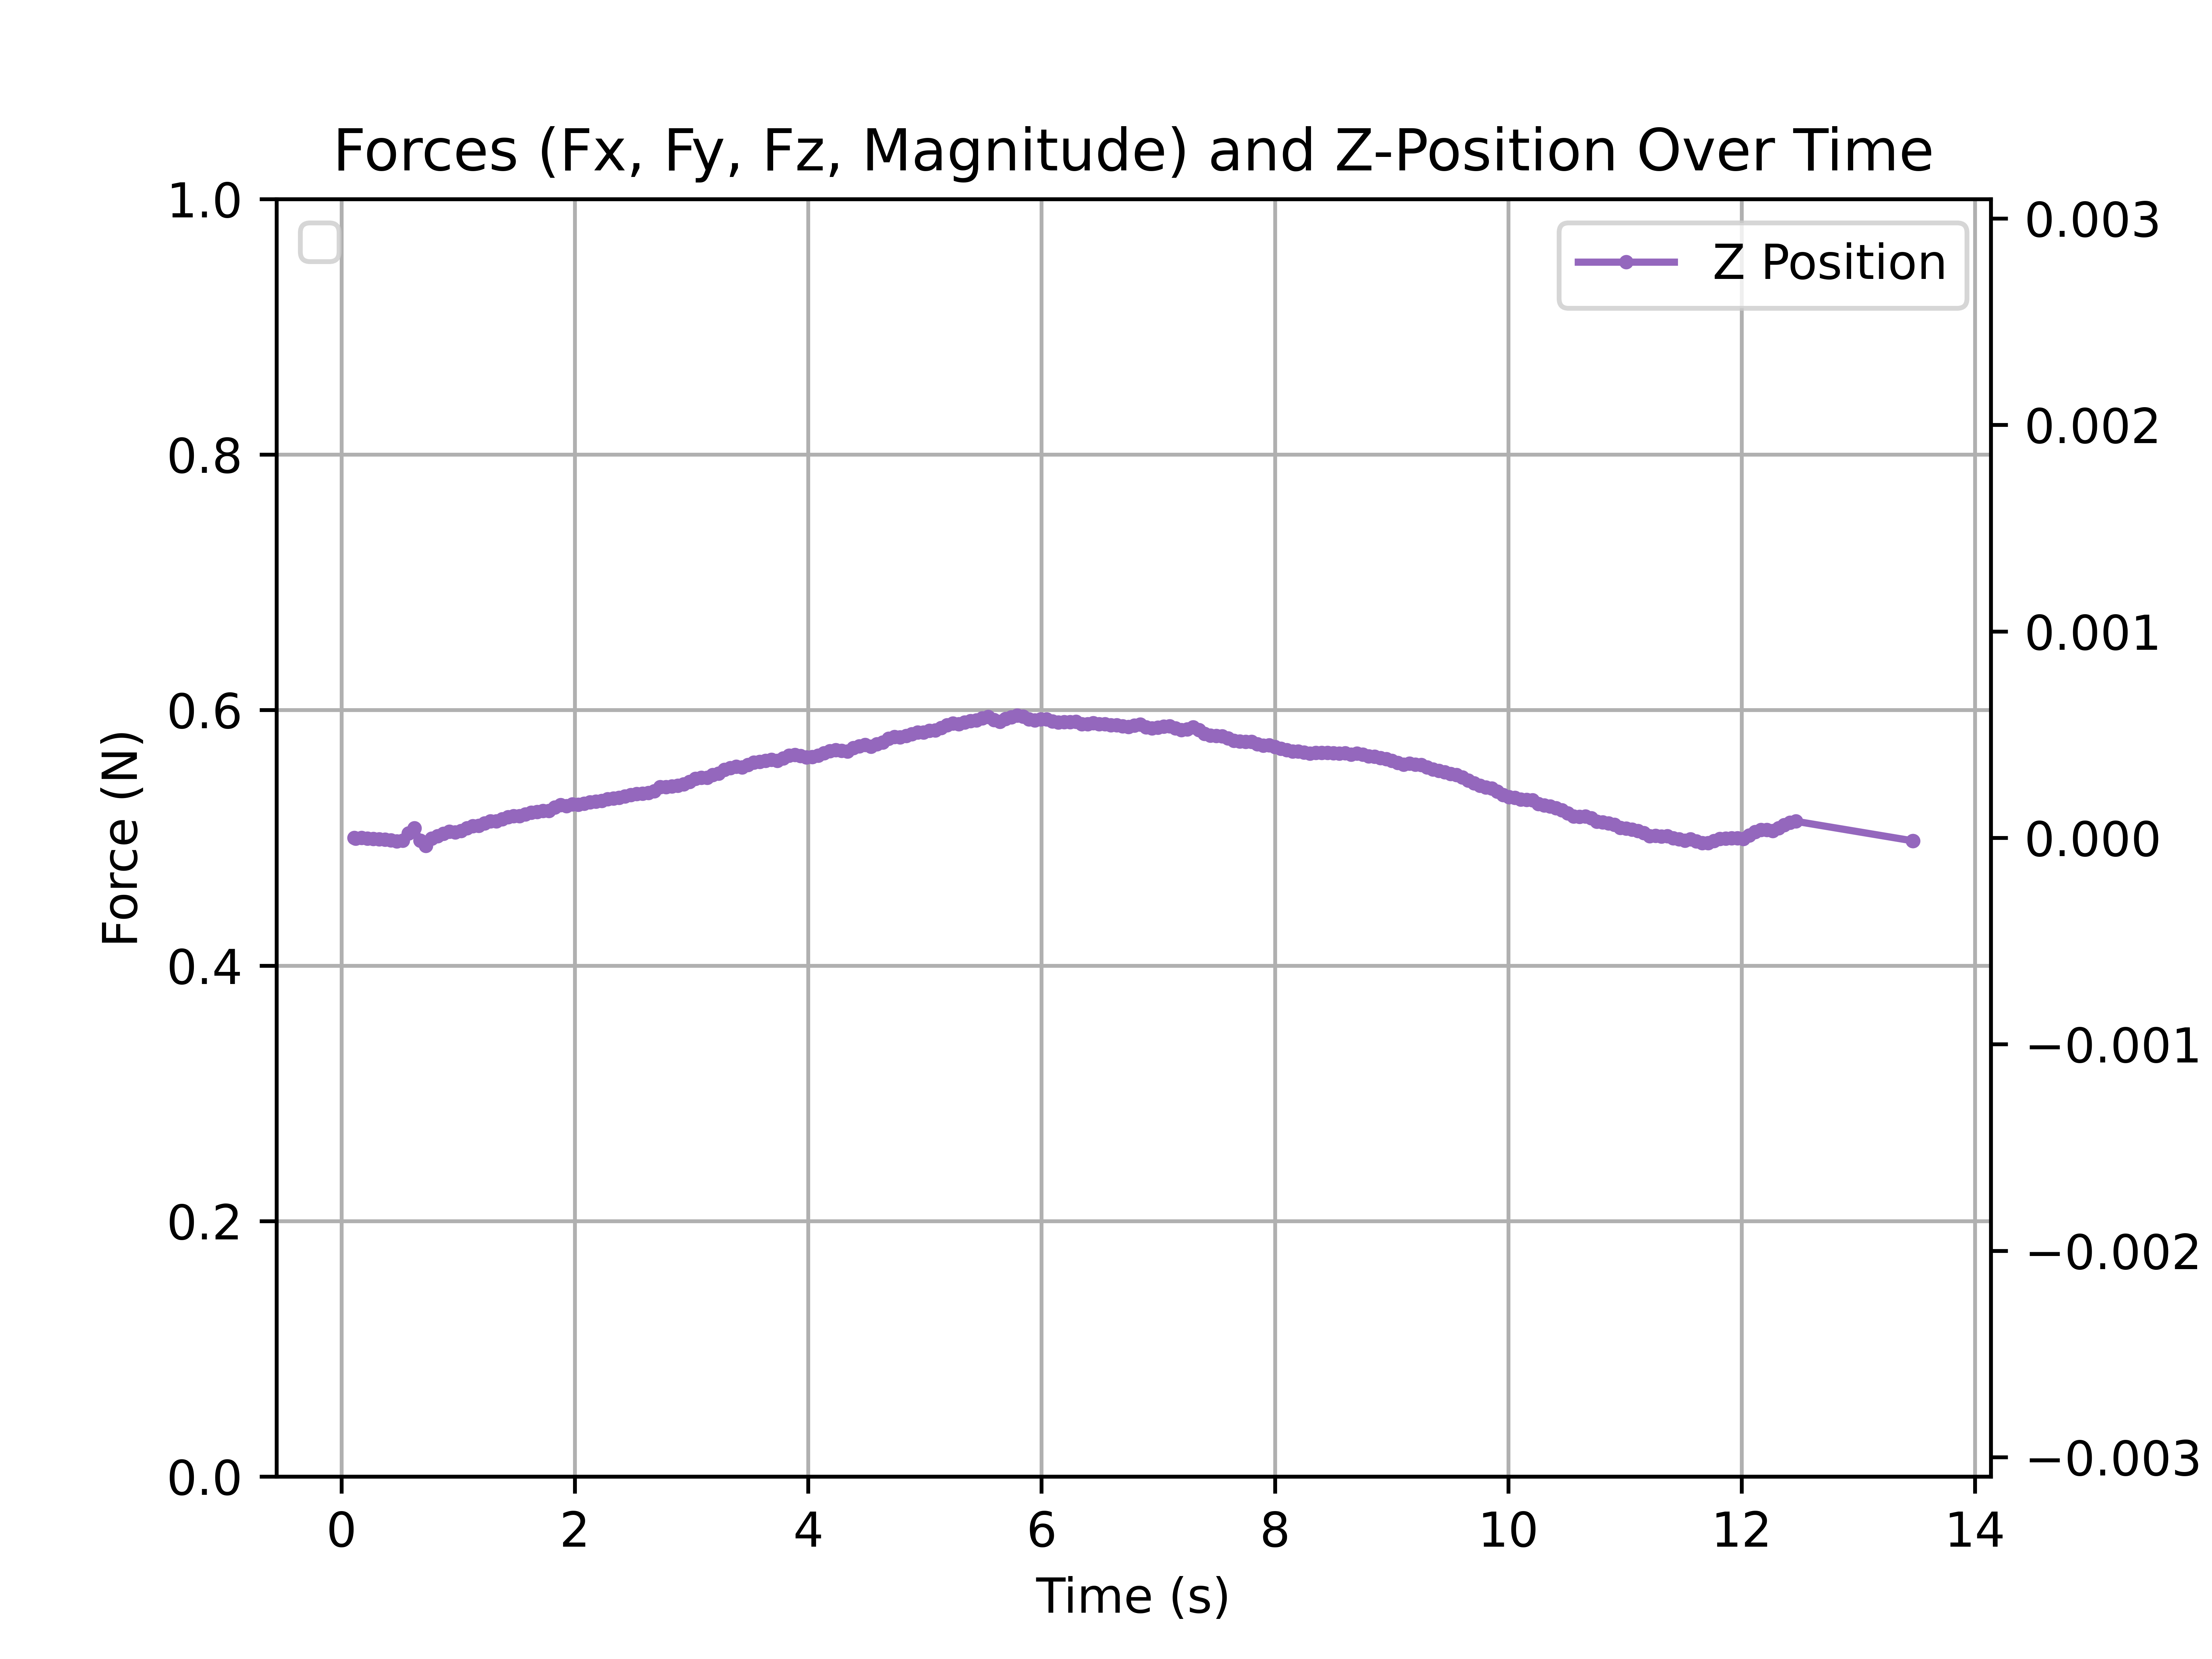 Forces (Fx, Fy, Fz, Magnitude) and Z-Position Over Time
1.0
0.8
0.6
0.4
0.2
0.0
Force (N)
Z Position
0.003
0.002
0.001
0.000
−0.001
−0.002
−0.003
0 2 4 6 8 10 12 14
Time (s)